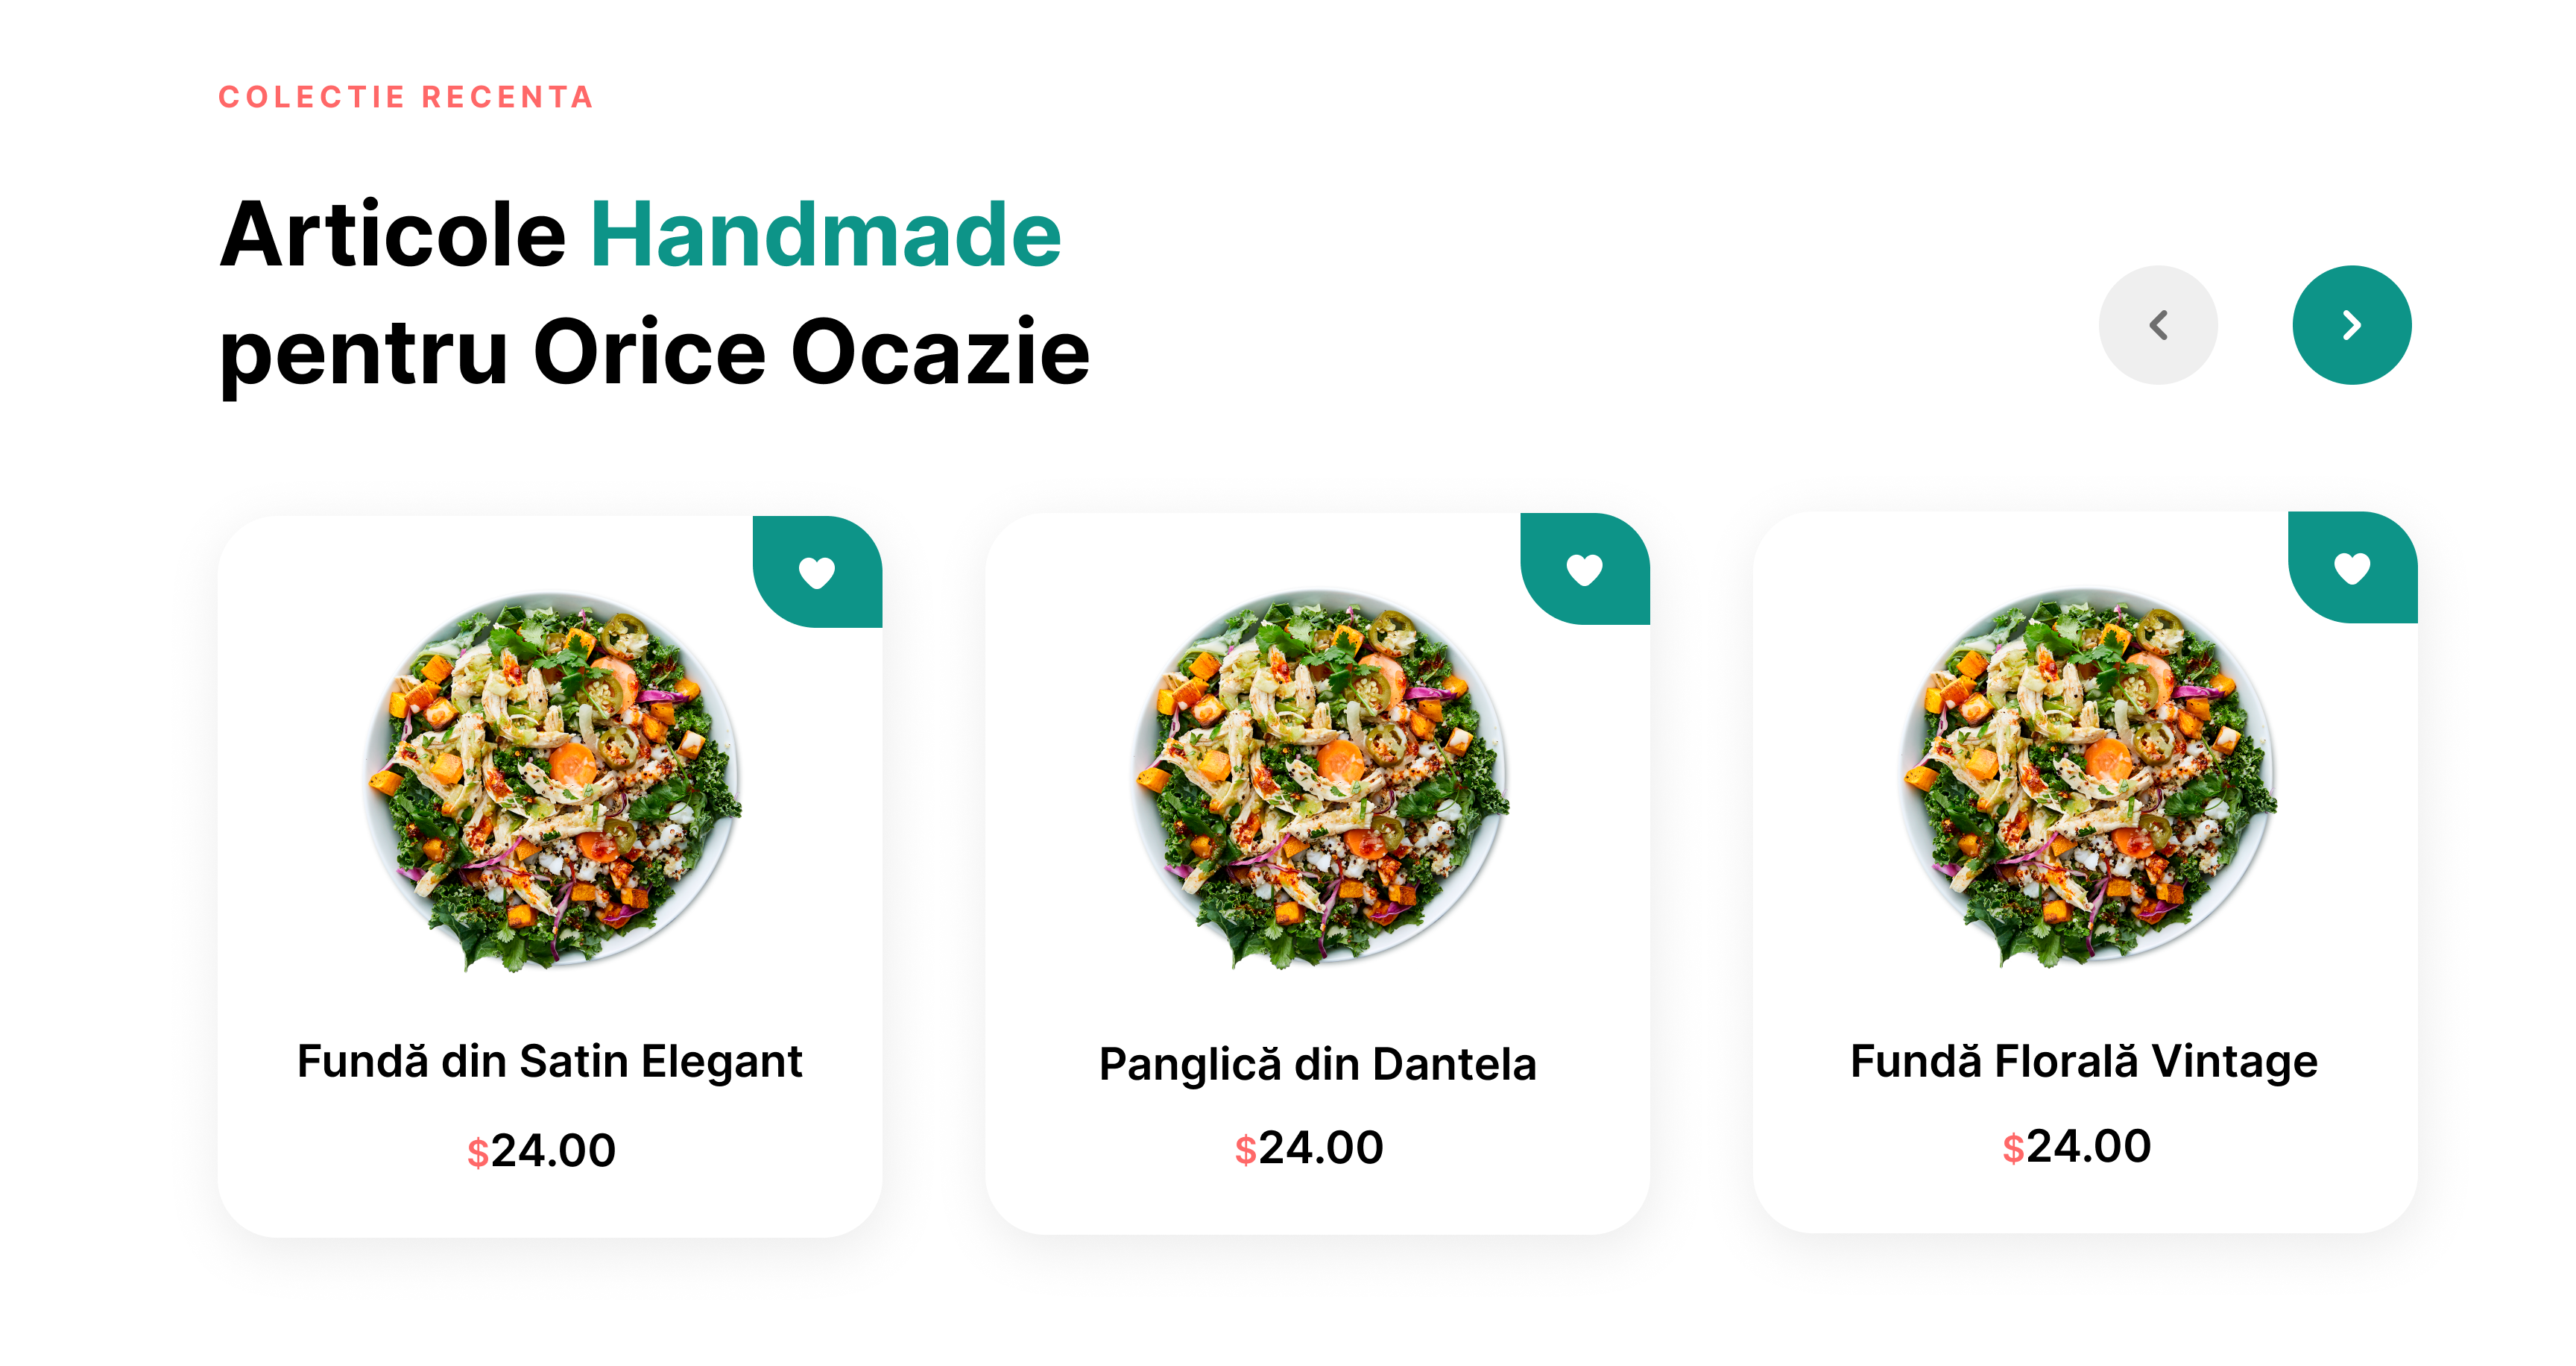 COLECTIE RECENTA
Articole Handmade
pentru Orice Ocazie
Fundă din Satin Elegant
$24.00
Panglică din Dantela
$24.00
Fundă Florală Vintage
$24.00